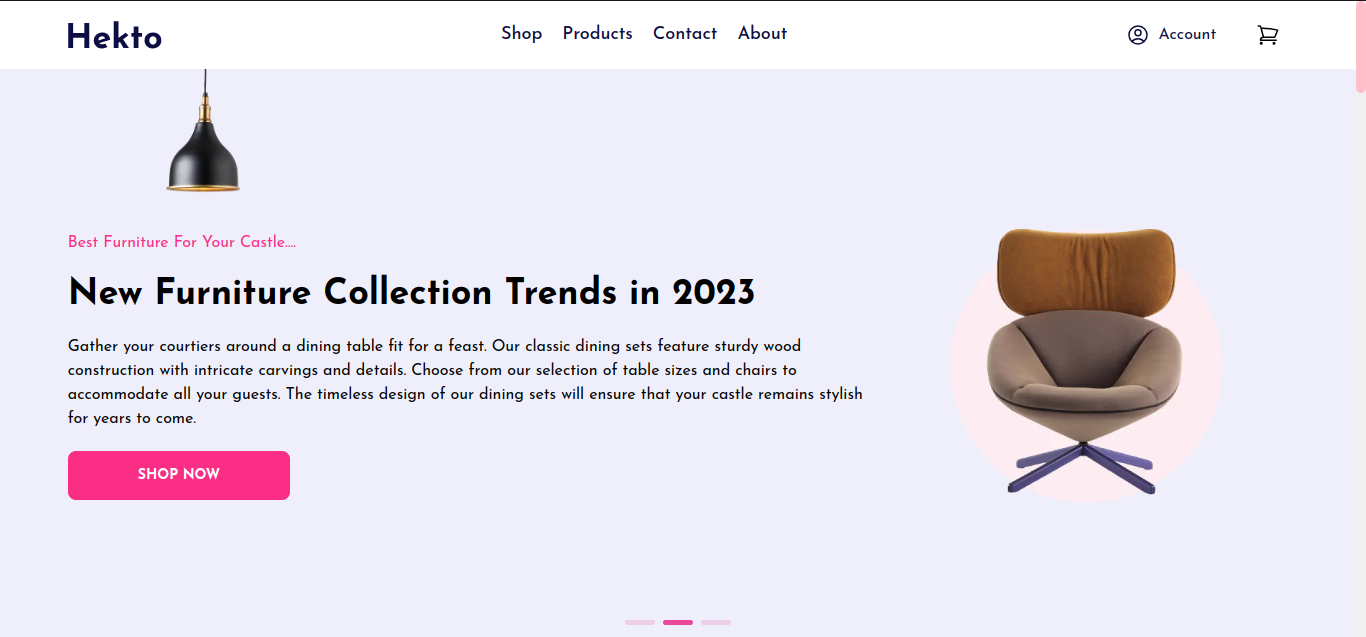 Hekto
Shop Products Contact About
Account
Best Furniture For Your Castle....
New Furniture Collection Trends in 2023
Gather your courtiers around a dining table fit for a feast. Our classic dining sets feature sturdy wood
construction with intricate carvings and details. Choose from our selection of table sizes and chairs to
accommodate all your guests. The timeless design of our dining sets will ensure that your castle remains stylish
for years to come.
SHOP NOW